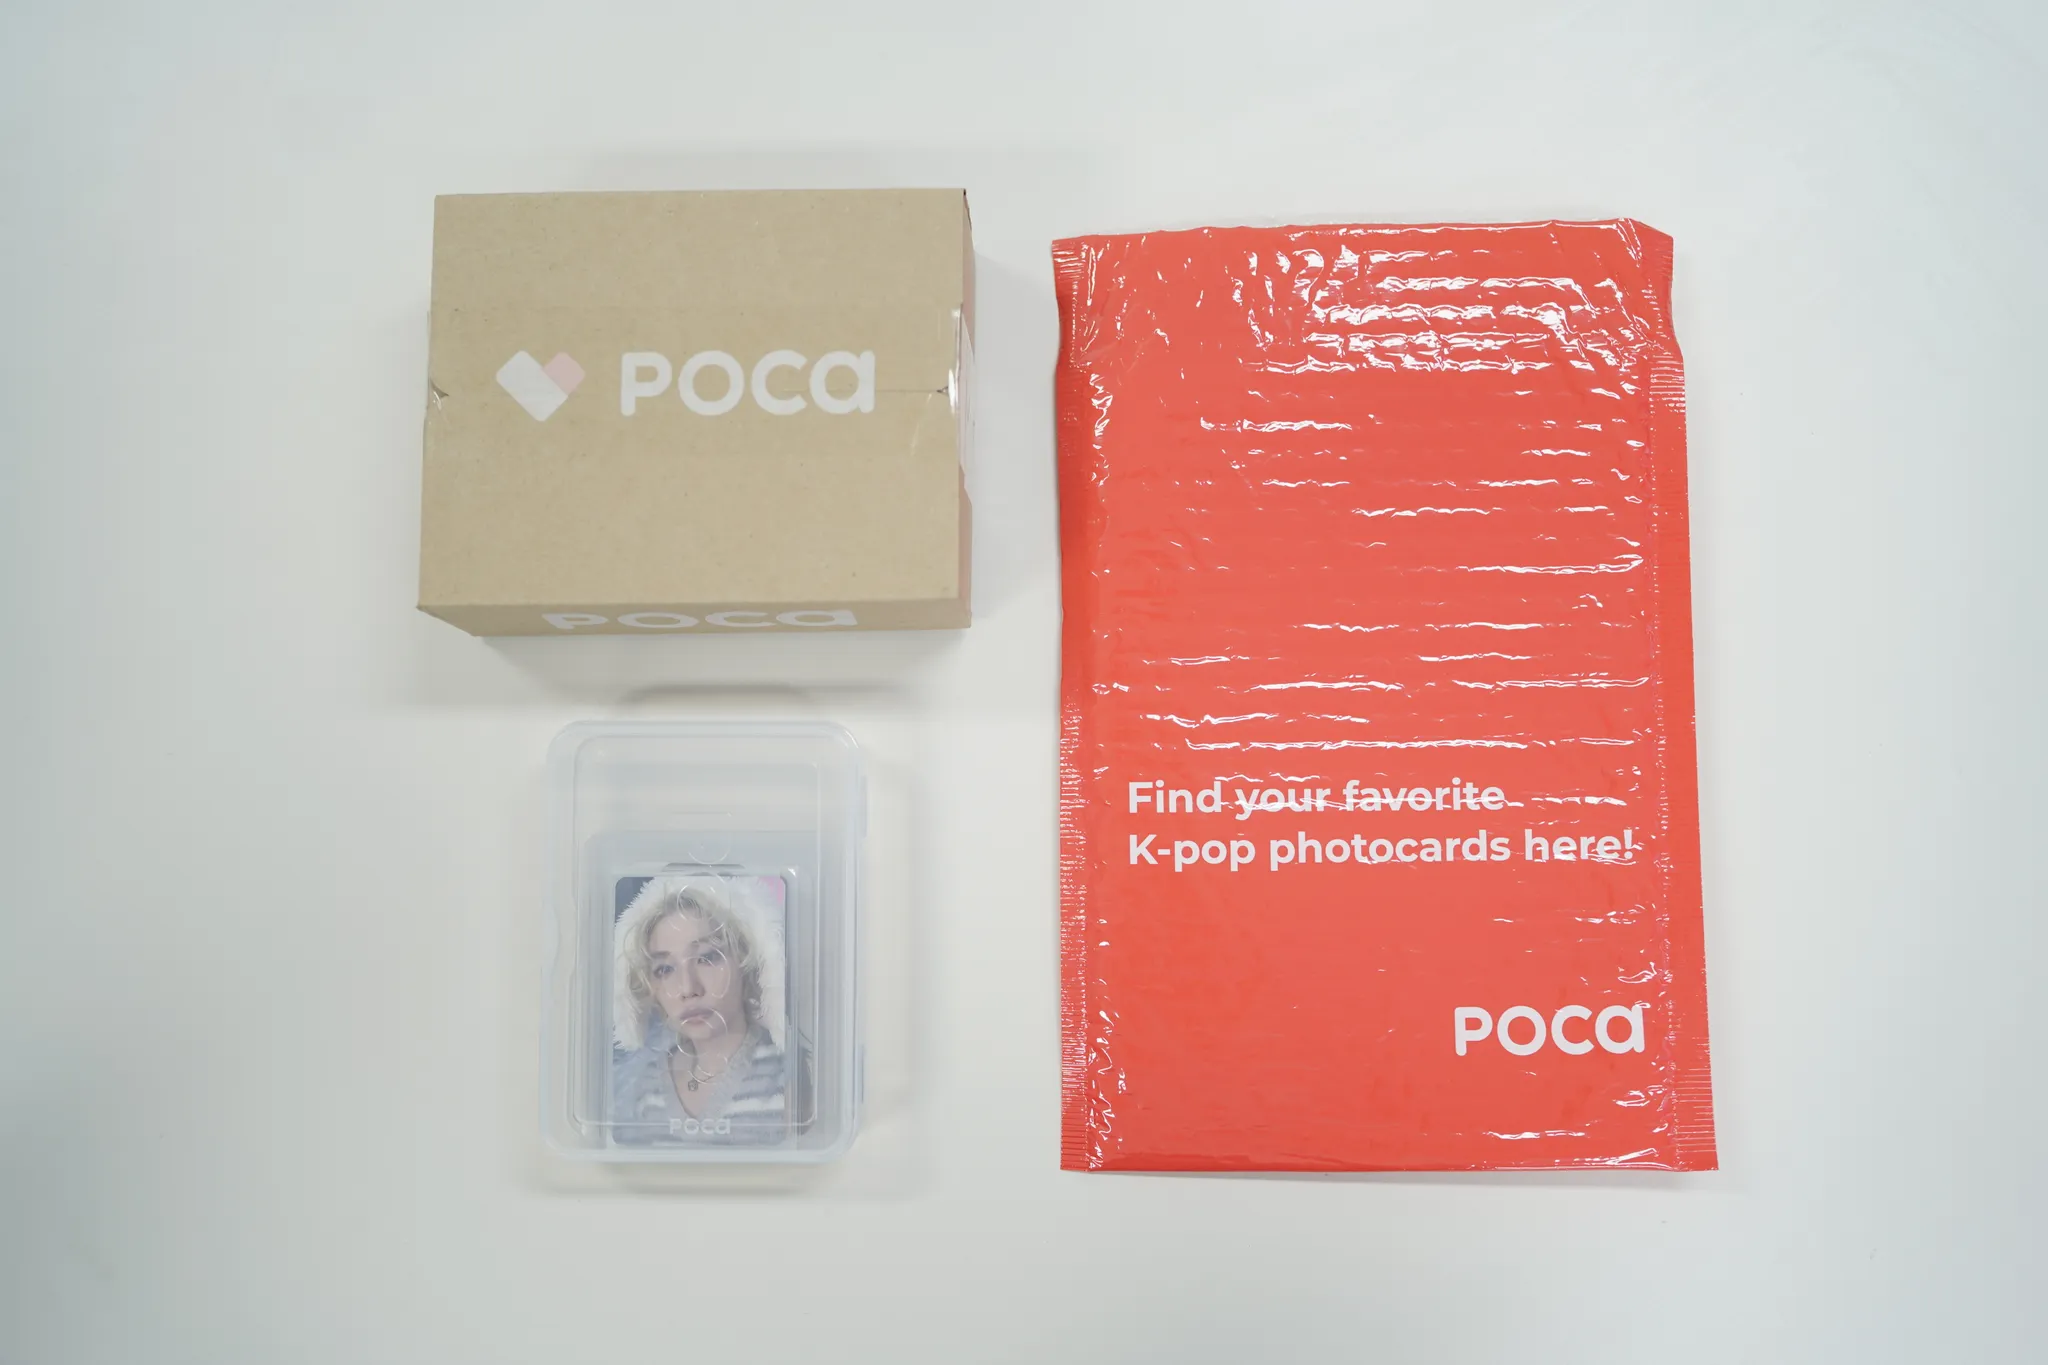 POCA
POCA
POCA
Find your favorite
K-pop photocards here!
POCA